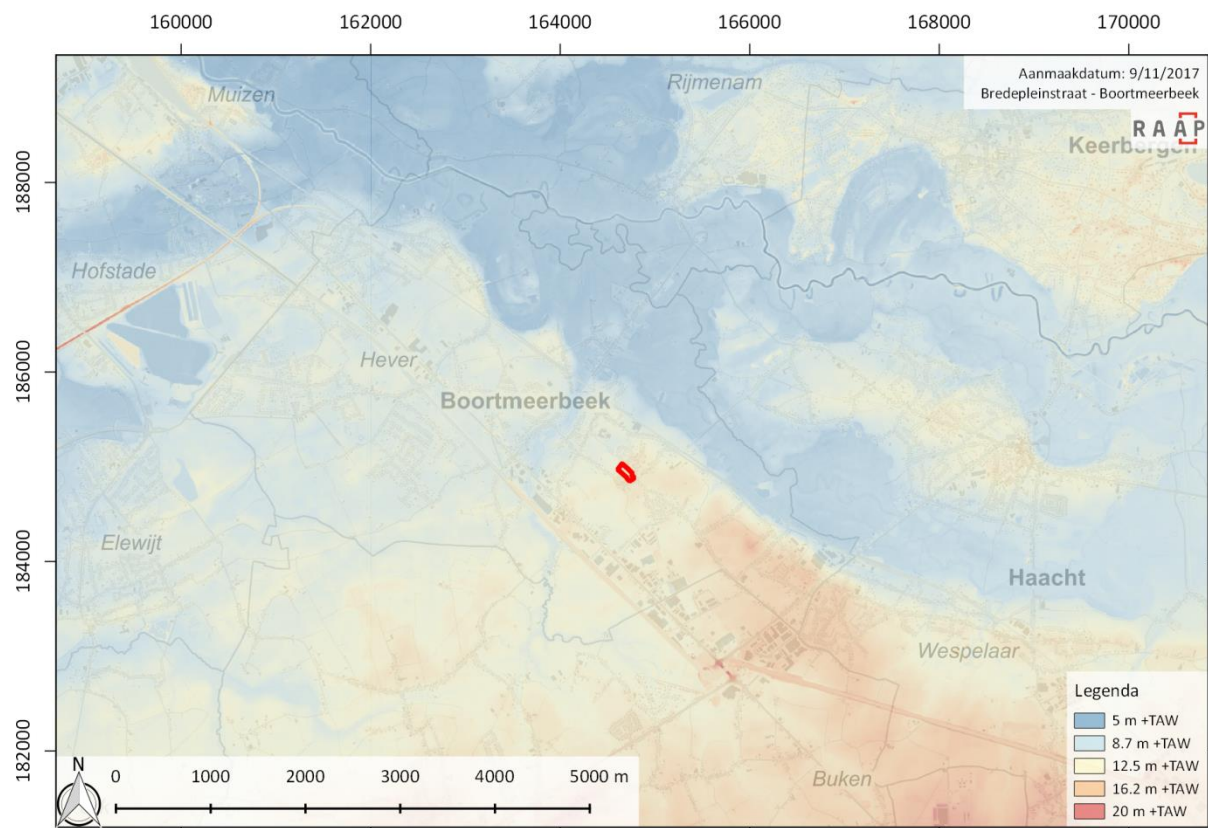 160000 162000 164000 166000 168000 170000
Aanmaakdatum: 9/11/2017
Bredepleinstraat - Boortmeerbeek
RAAP
Muizen
Rijmenam
Keerbergen
188000
Hofstade
186000
Hever
Boortmeerbeek
184000
Elewijt
Haacht
Wespelaar
182000
Buken
N
0 1000 2000 3000 4000 5000 m
Legenda
5 m +TAW
8.7 m +TAW
12.5 m +TAW
16.2 m +TAW
20 m +TAW